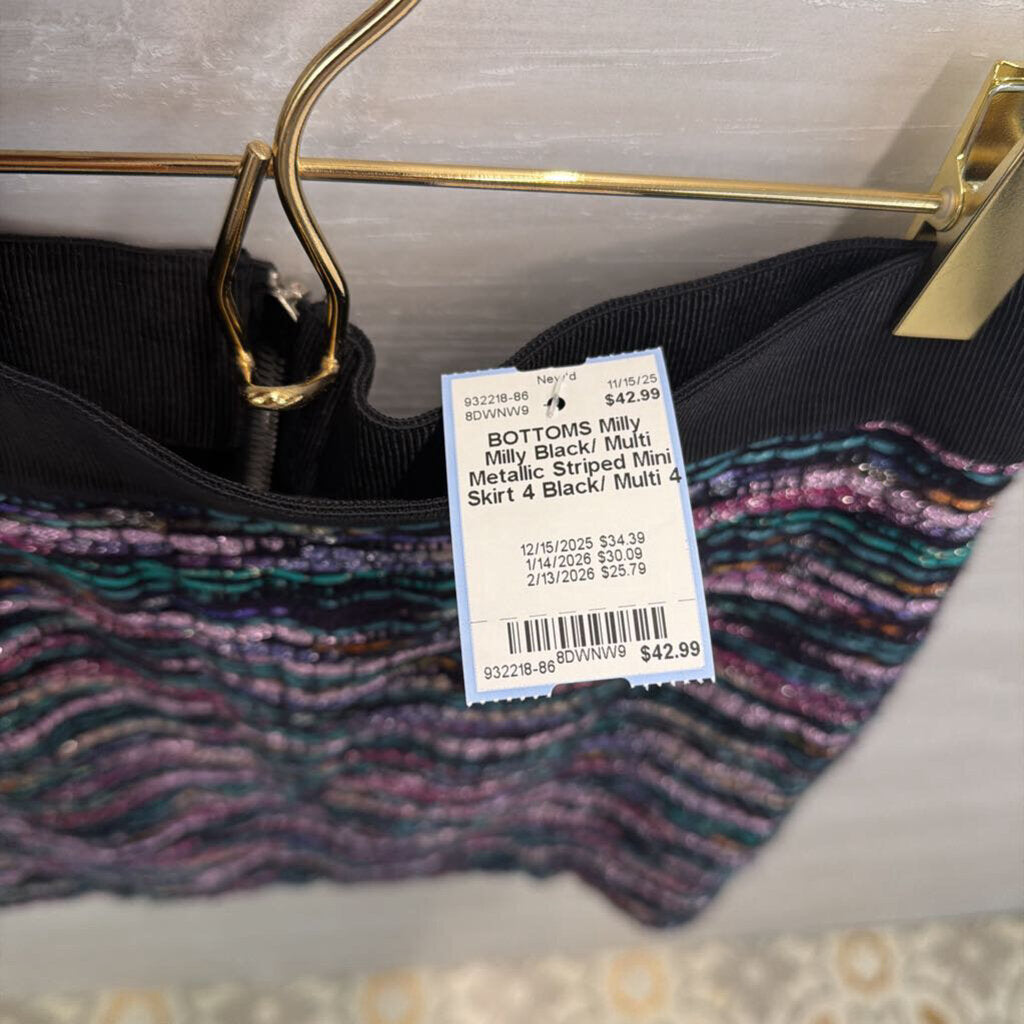 New'd
932218-86 11/15/25
8DWNW9 $42.99
BOTTOMS Milly
Milly Black/ Multi
Metallic Striped Mini
Skirt 4 Black/ Multi 4
12/15/2025 $34.39
1/14/2026 $30.09
2/13/2026 $25.79
932218-86 8DWNW9 $42.99